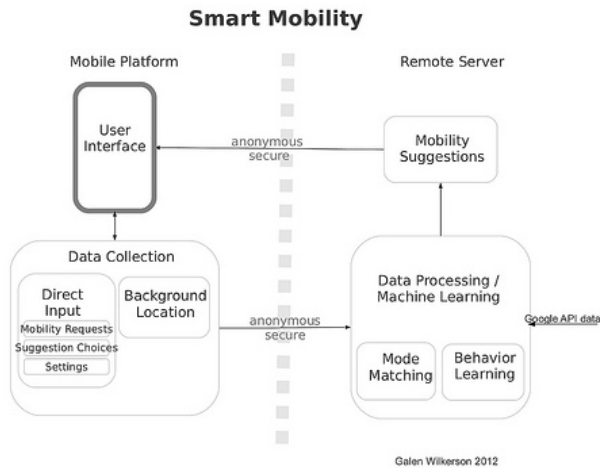 Smart Mobility
Mobile Platform
Remote Server
User
Interface
anonymous
secure
Mobility
Suggestions
Data Collection
Direct
Input
Mobility Requests
Suggestion Choices
Settings
Background
Location
anonymous
secure
Data Processing /
Machine Learning
Google API data
Mode
Matching
Behavior
Learning
Galen Wilkerson 2012